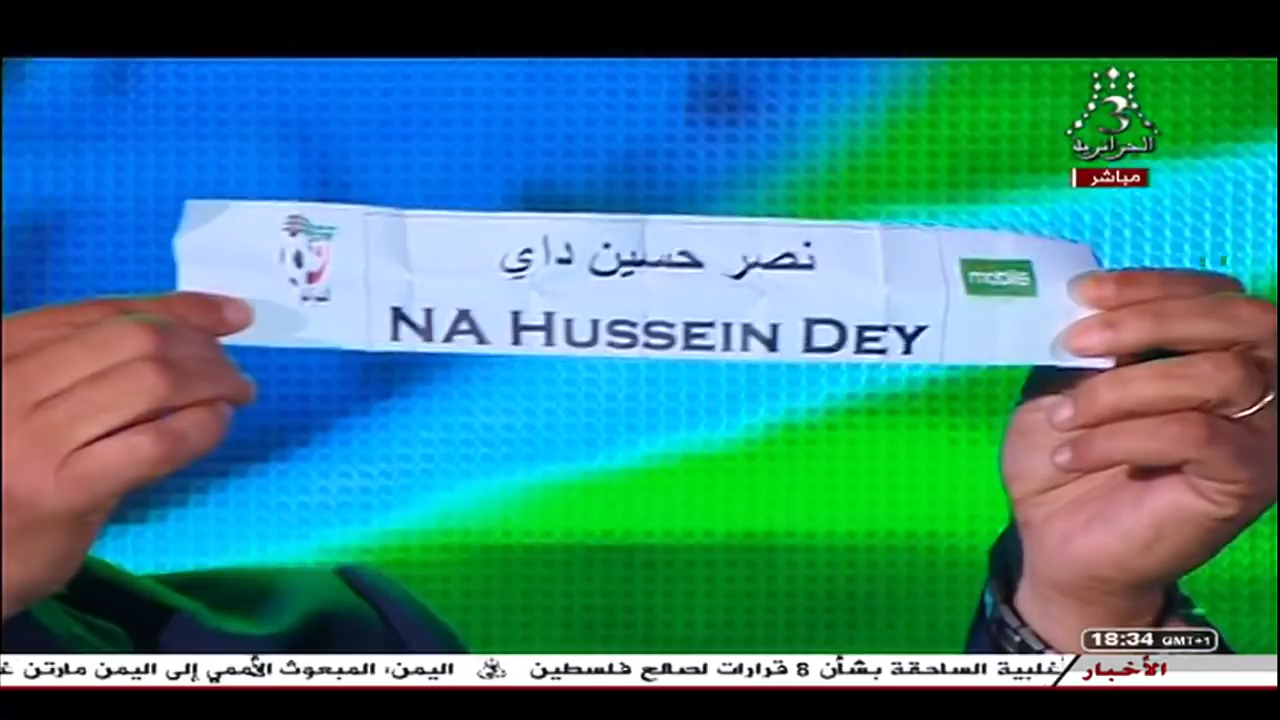 3
الجزائرية
مباشر
نصر حسين داي
mobilis
NA HUSSEIN DEY
18:34 GMT+1
الأخبار
غلبية الساحقة بشأن 8 قرارات لصالح فلسطين
اليمن، المبعوث الأممي إلى اليمن مارتن غ